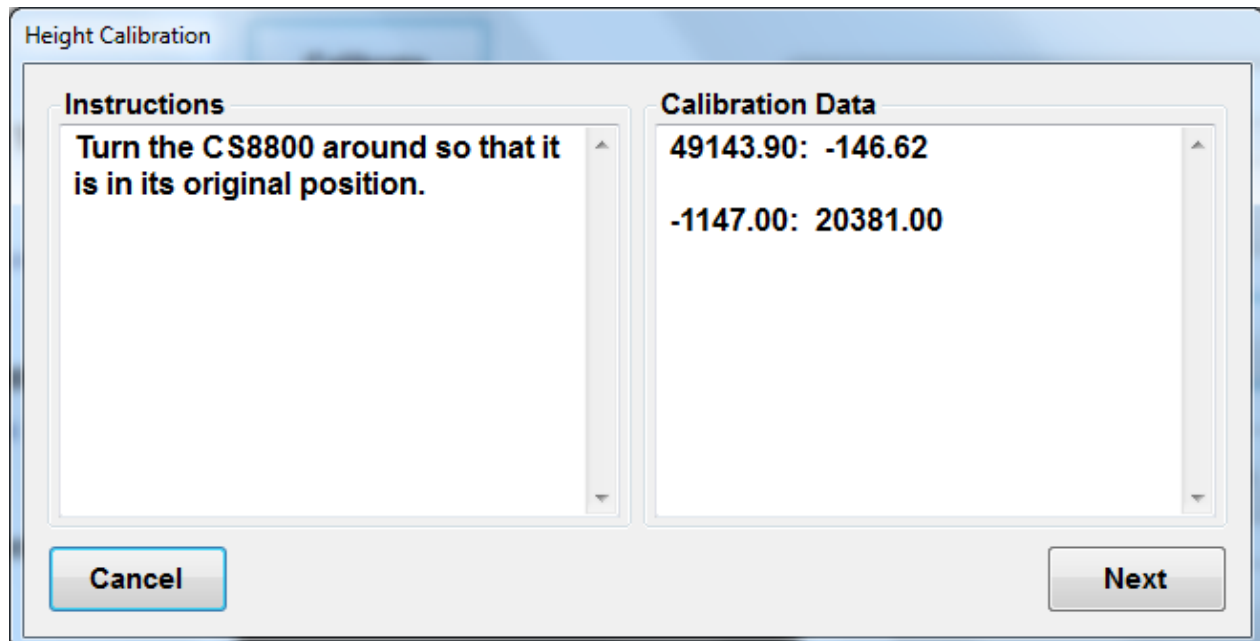 Height Calibration
Instructions
Turn the CS8800 around so that it
is in its original position.
Calibration Data
49143.90:  -146.62
-1147.00:  20381.00
Cancel
Next